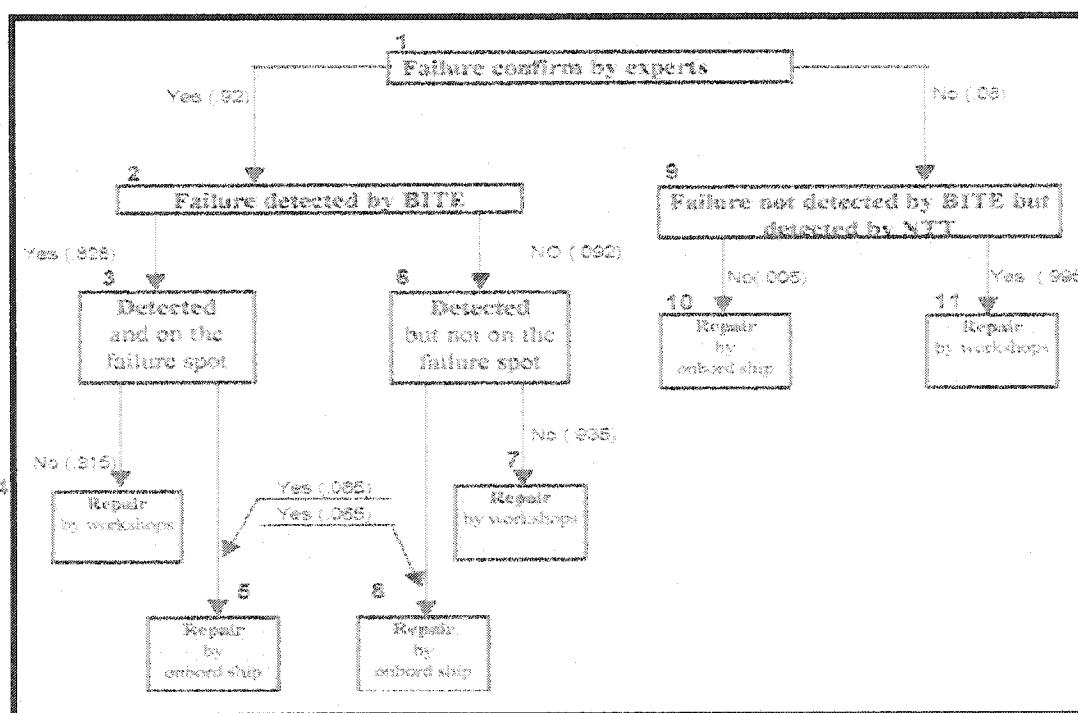 1
Failure confirm by experts
Yes (.92)
No (.08)
2
Failure detected by BITE
9
Failure not detected by BITE but
detected by NTT
Yes (.828)
3
NO (.092)
6
No(.005)
10
Yes (.995)
11
Detected
and on the
failure spot
Detected
but not on the
failure spot
Repair
by
onbord ship
Repair
by workshops
No (.915)
4
No (.935)
7
Repair
by workshops
Yes (.085)
Yes (.065)
Repair
by workshops
5
8
Repair
by
onbord ship
Repair
by
onbord ship